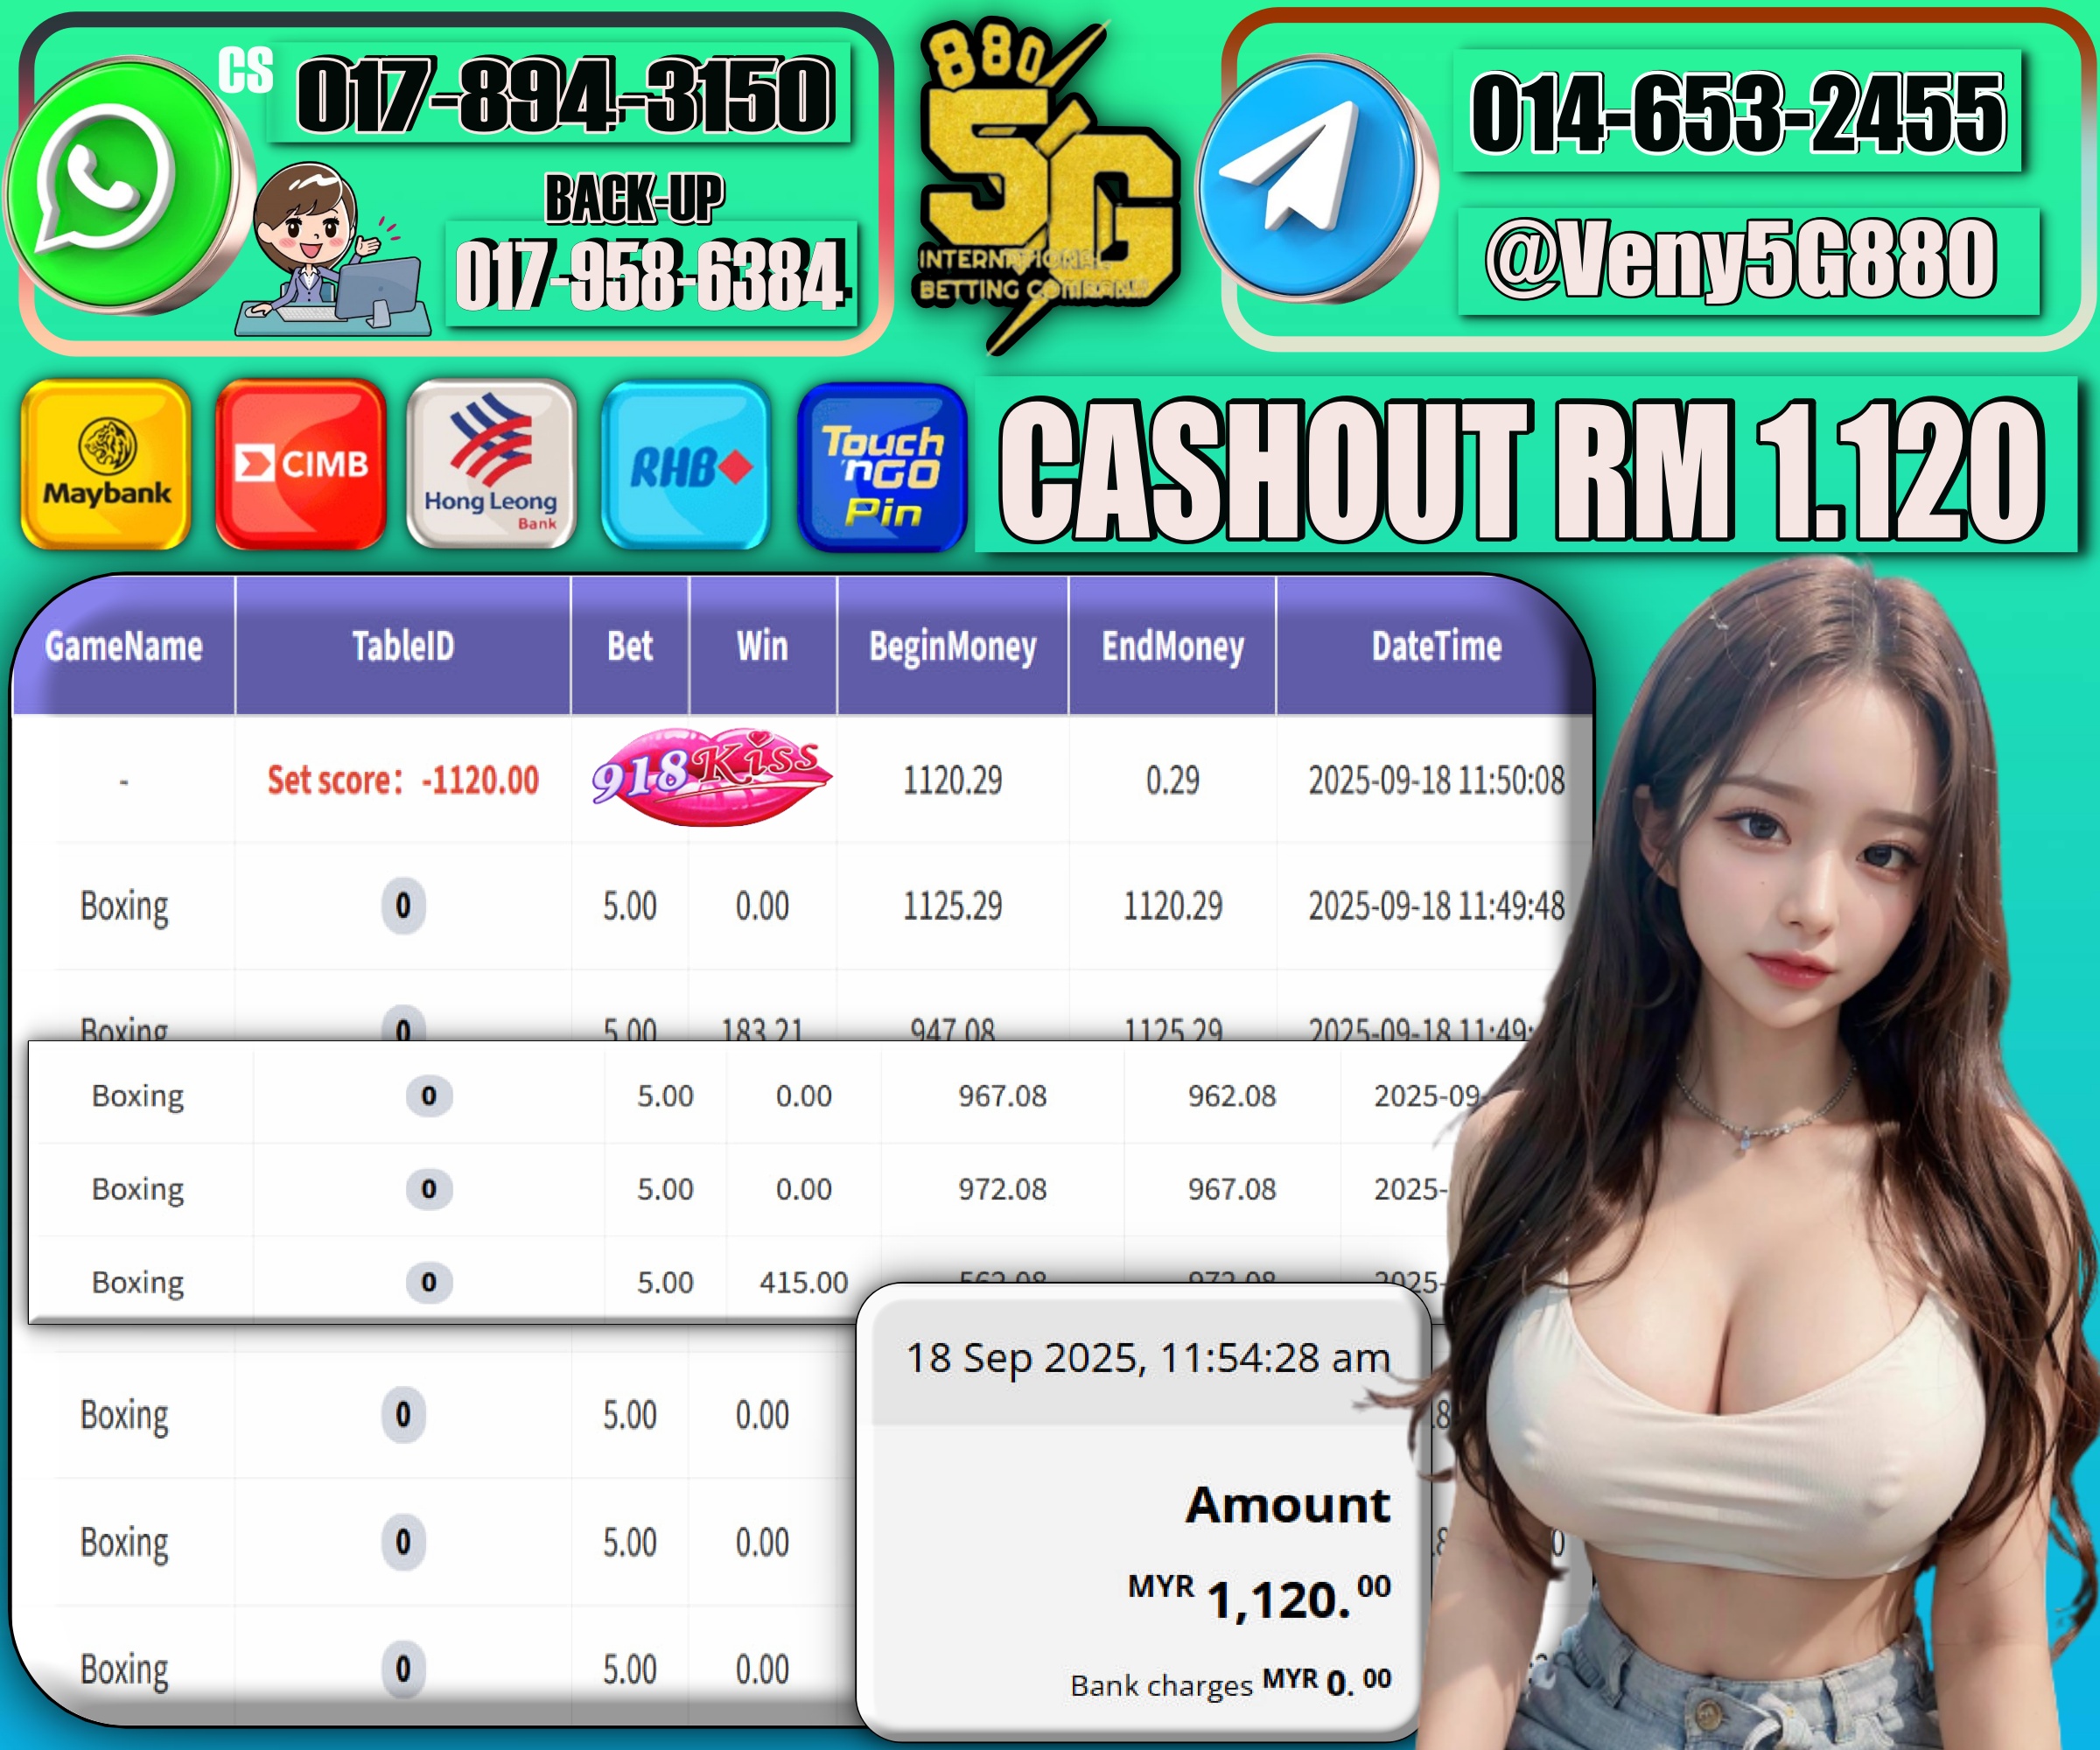 CS 017-894-3150
BACK-UP
017-958-6384
880
5G
INTERNATIONAL
BETTING COMPANY
014-653-2455
@Veny5G880
Maybank
CIMB
Hong Leong
Bank
RHB
Touch
'nGO
Pin
CASHOUT RM 1.120
GameName TableID Bet Win BeginMoney EndMoney DateTime
- Set score: -1120.00 918Kiss 1120.29 0.29 2025-09-18 11:50:08
Boxing 0 5.00 0.00 1125.29 1120.29 2025-09-18 11:49:48
Boxing 0 5.00 183.21 947.08 1125.29 2025-09-18 11:49:
Boxing 0 5.00 0.00 967.08 962.08 2025-09-
Boxing 0 5.00 0.00 972.08 967.08 2025-
Boxing 0 5.00 415.00 562.08 972.08 2025-
18 Sep 2025, 11:54:28 am
Boxing 0 5.00 0.00
Amount
Boxing 0 5.00 0.00
MYR 1,120.00
Boxing 0 5.00 0.00
Bank charges MYR 0.00